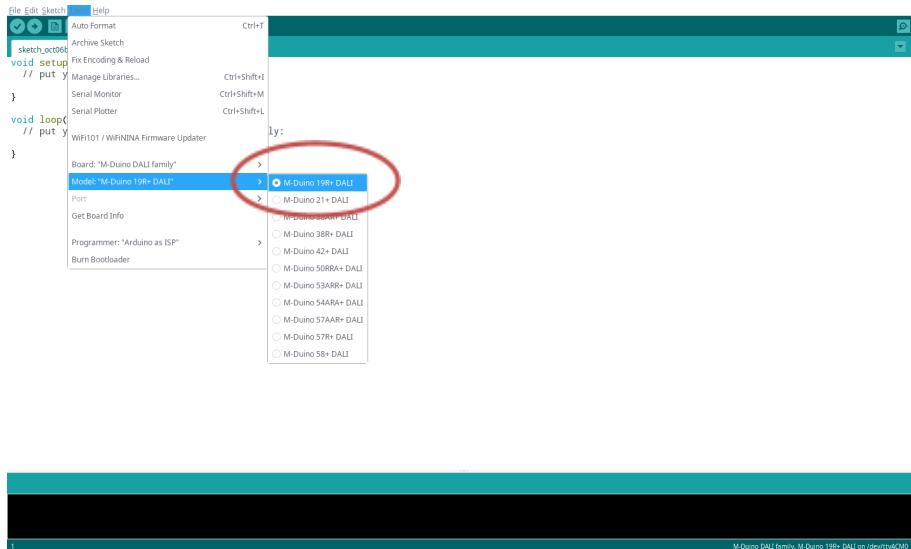 File Edit Sketch Help
Auto Format Ctrl+T
Archive Sketch
sketch_oct06
Fix Encoding & Reload
void setup
// put y
Manage Libraries... Ctrl+Shift+I
Serial Monitor Ctrl+Shift+M
}
Serial Plotter Ctrl+Shift+L
void loop(
// put y ly:
WiFi101 / WiFiNINA Firmware Updater
}
Board: "M-Duino DALI family"
Model: "M-Duino 19R+ DALI"
Port
Get Board Info
Programmer: "Arduino as ISP"
Burn Bootloader
M-Duino 19R+ DALI
M-Duino 21+ DALI
M-Duino 38AR+ DALI
M-Duino 38R+ DALI
M-Duino 42+ DALI
M-Duino 50RRA+ DALI
M-Duino 53ARR+ DALI
M-Duino 54ARA+ DALI
M-Duino 57AAR+ DALI
M-Duino 57R+ DALI
M-Duino 58+ DALI
1 M-Duino DALI family, M-Duino 19R+ DALI on /dev/ttyACM0